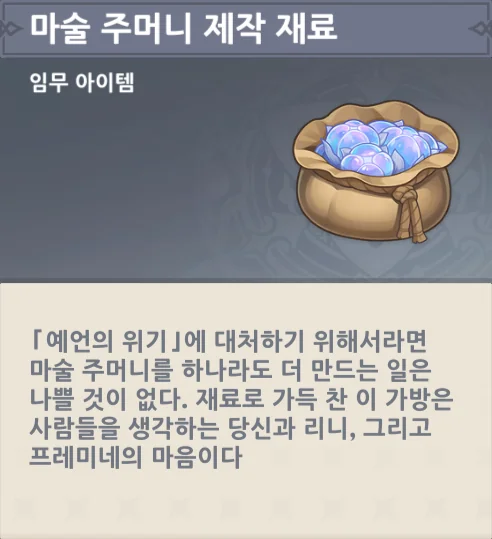 마술 주머니 제작 재료
임무 아이템
「예언의 위기」에 대처하기 위해서라면
마술 주머니를 하나라도 더 만드는 일은
나쁠 것이 없다. 재료로 가득 찬 이 가방은
사람들을 생각하는 당신과 리니, 그리고
프레미네의 마음이다